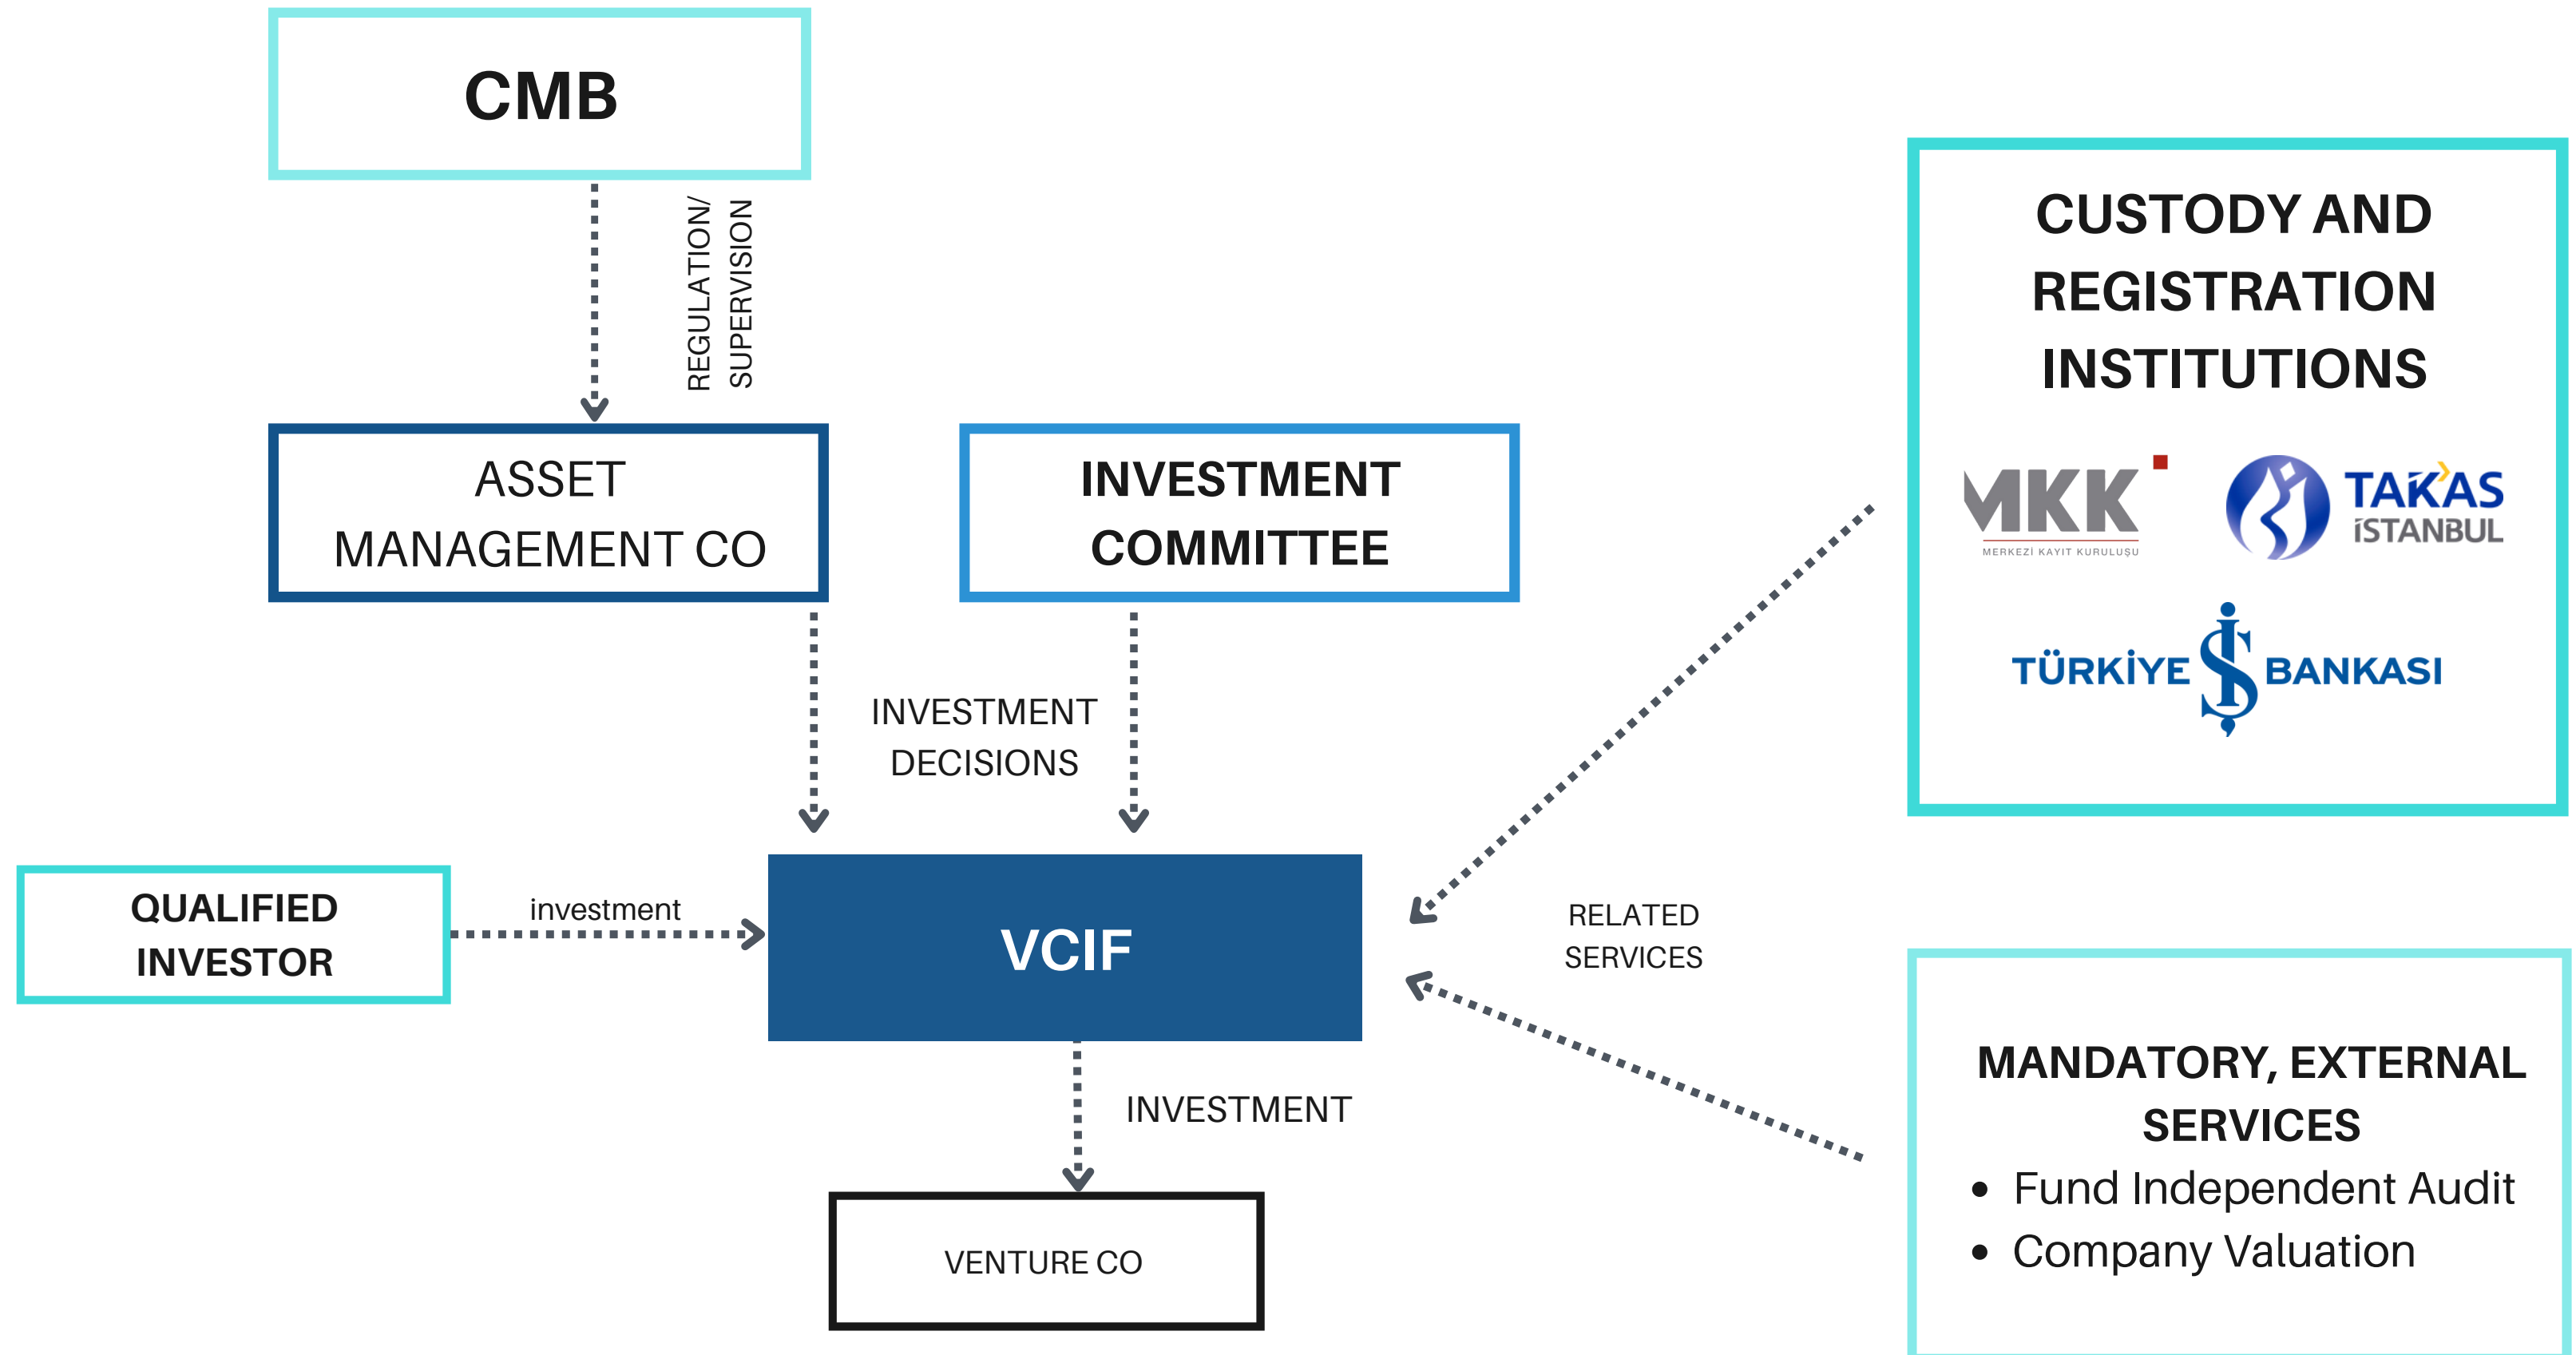 CMB
REGULATION/
SUPERVISION
ASSET
MANAGEMENT CO
INVESTMENT
COMMITTEE
INVESTMENT
DECISIONS
QUALIFIED
INVESTOR
investment
VCIF
INVESTMENT
VENTURE CO
CUSTODY AND
REGISTRATION
INSTITUTIONS
MKK
MERKEZİ KAYIT KURULUŞU
TAKAS
İSTANBUL
TÜRKİYE İŞ BANKASI
RELATED
SERVICES
MANDATORY, EXTERNAL
SERVICES
• Fund Independent Audit
• Company Valuation